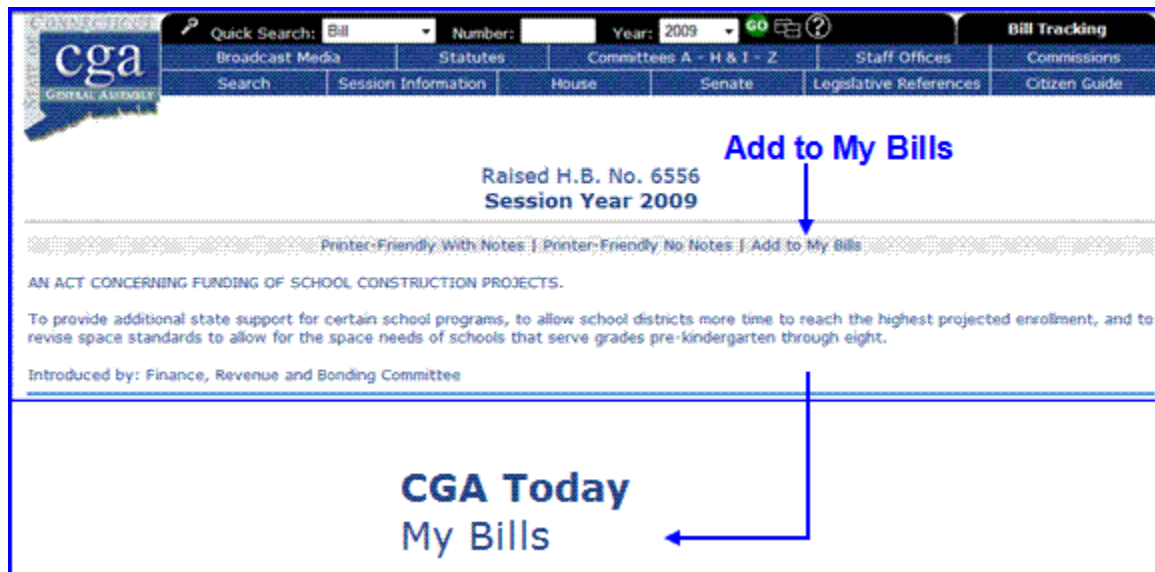 CONNECTICUT
cga
GENERAL ASSEMBLY
Quick Search: Bill Number: Year: 2009 GO ? Bill Tracking
Broadcast Media Statutes Committees A - H & I - Z Staff Offices Commissions
Search Session Information House Senate Legislative References Citizen Guide
Add to My Bills
Raised H.B. No. 6556
Session Year 2009
Printer-Friendly With Notes | Printer-Friendly No Notes | Add to My Bills
AN ACT CONCERNING FUNDING OF SCHOOL CONSTRUCTION PROJECTS.
To provide additional state support for certain school programs, to allow school districts more time to reach the highest projected enrollment, and to
revise space standards to allow for the space needs of schools that serve grades pre-kindergarten through eight.
Introduced by: Finance, Revenue and Bonding Committee
CGA Today
My Bills